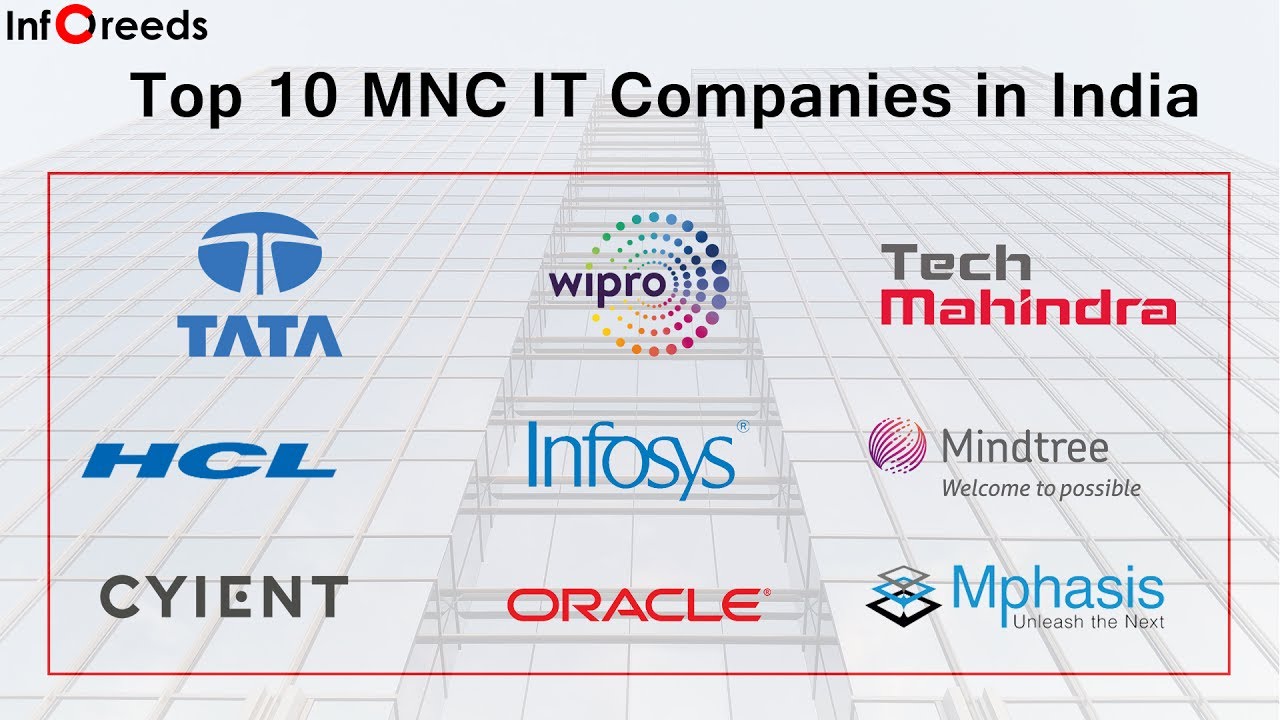 InfOreeds
Top 10 MNC IT Companies in India
TATA
wipro
Tech
Mahindra
HCL
Infosys®
Mindtree
Welcome to possible
CYIENT
ORACLE®
Mphasis
Unleash the Next